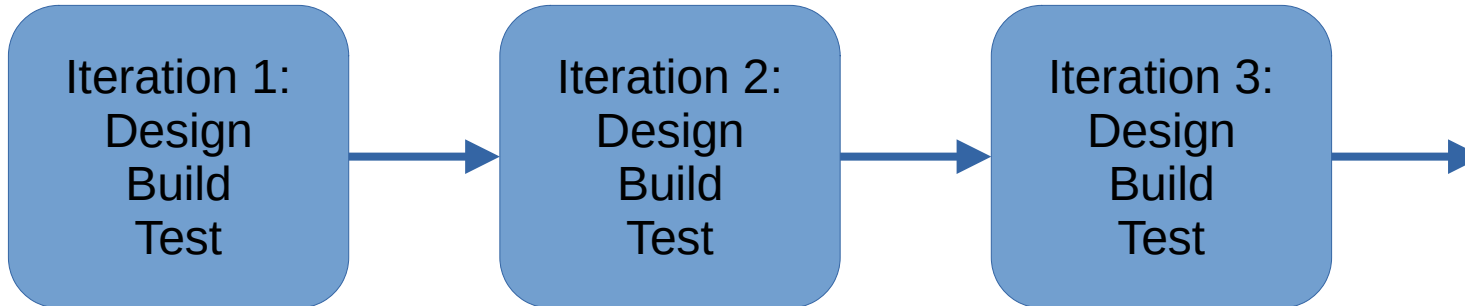 Iteration 1:
Design
Build
Test
Iteration 2:
Design
Build
Test
Iteration 3:
Design
Build
Test